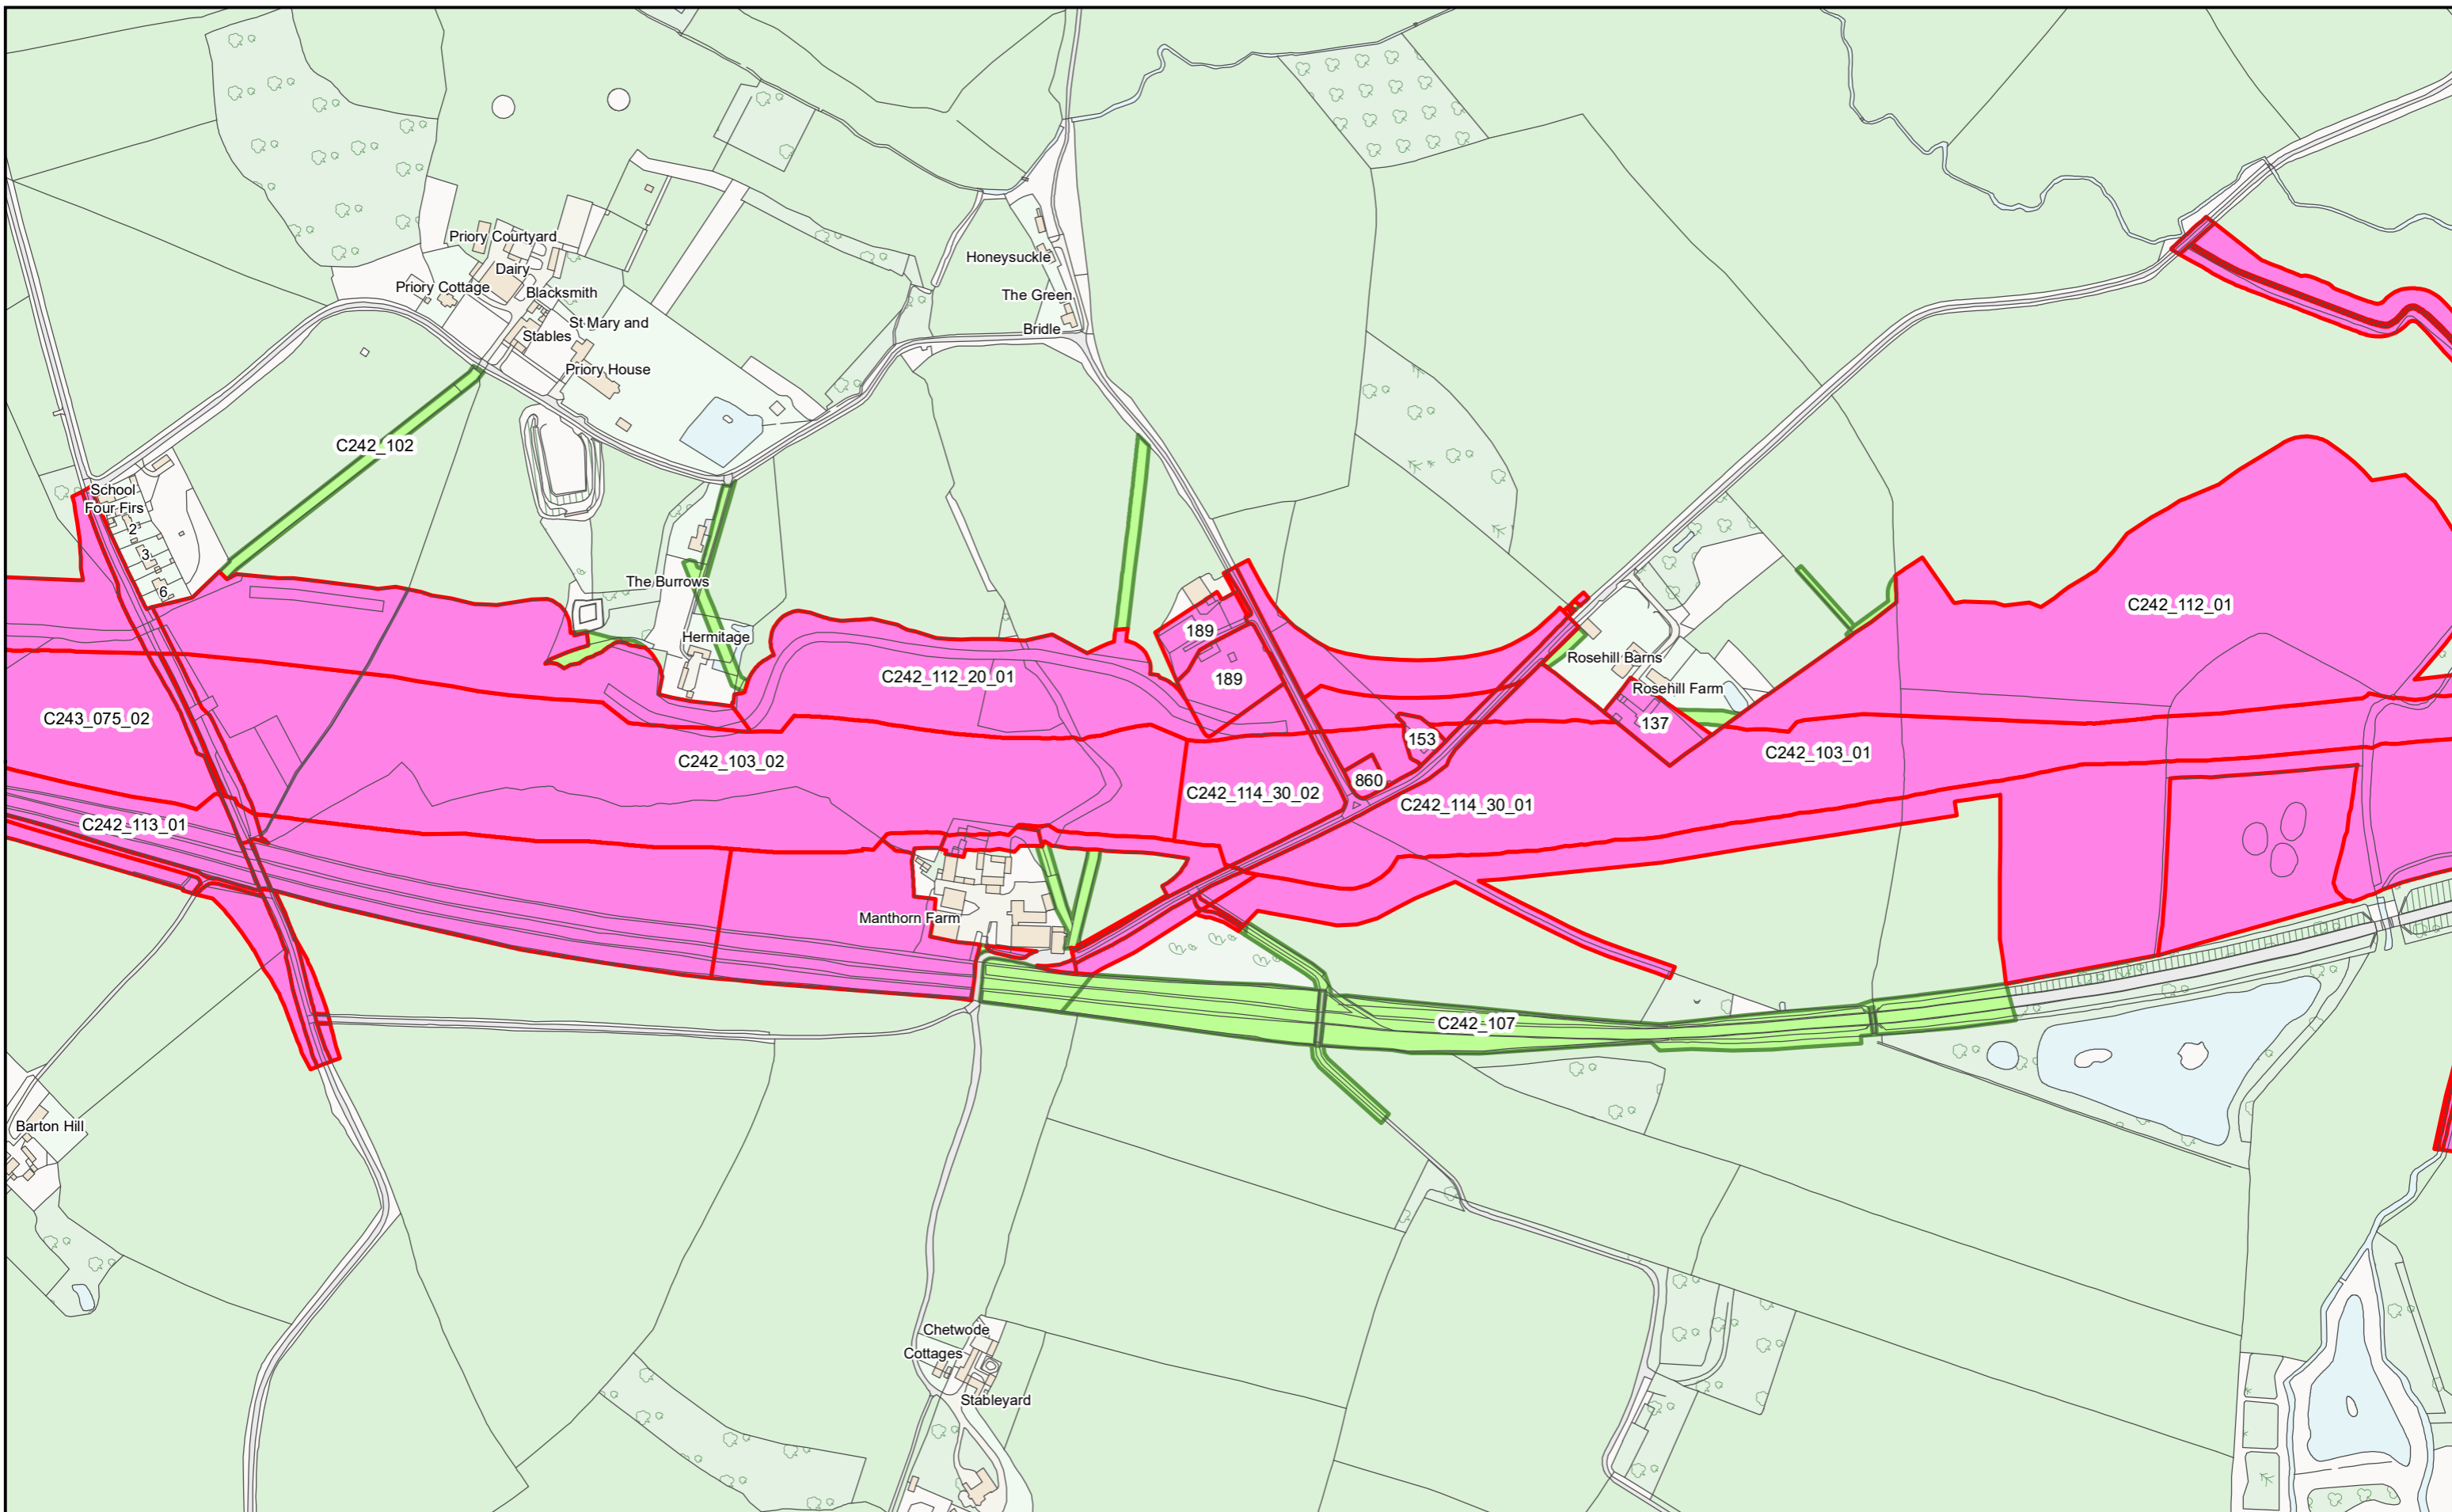 Priory Courtyard
Dairy
Priory Cottage
Blacksmith
St Mary and
Stables
Priory House
Honeysuckle
The Green
Bridle
C242_102
School
Four Firs
2
3
6
The Burrows
Hermitage
189
189
C242_112_20_01
C242_112_01
Rosehill Barns
Rosehill Farm
137
C243_075_02
C242_103_02
153
860
C242_103_01
C242_114_30_02
C242_114_30_01
C242_113_01
Manthorn Farm
C242_107
Barton Hill
Chetwode
Cottages
Stableyard